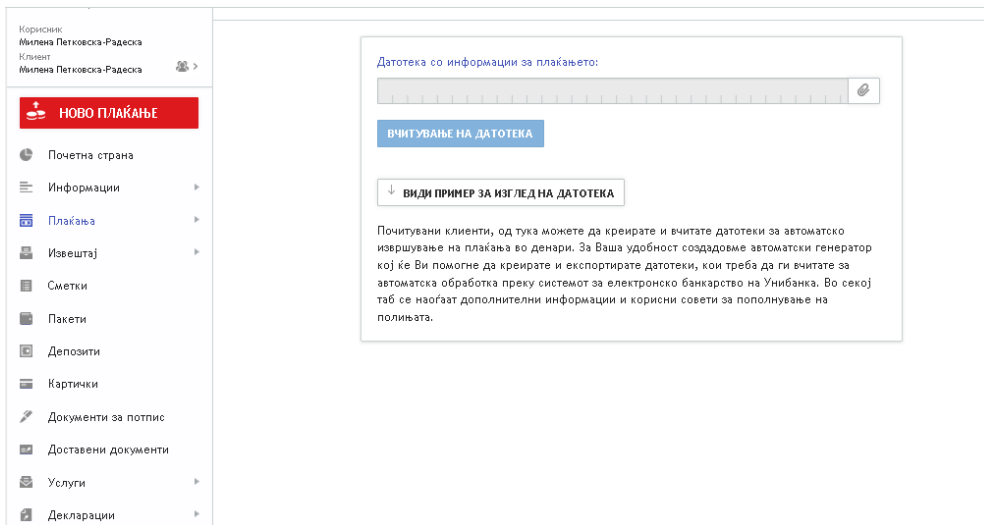 Корисник
Милена Петковска-Радеска
Клиент
Милена Петковска-Радеска
НОВО ПЛАЌАЊЕ
Почетна страна
Информации
Плаќања
Извештај
Сметки
Пакети
Депозити
Картички
Документи за потпис
Доставени документи
Услуги
Декларации
Датотека со информации за плаќањето:
ВЧИТУВАЊЕ НА ДАТОТЕКА
ВИДИ ПРИМЕР ЗА ИЗГЛЕД НА ДАТОТЕКА
Почитувани клиенти, од тука можете да креирате и вчитате датотеки за автоматско
извршување на плаќања во денари. За Ваша удобност создадовме автоматски генератор
кој ќе Ви помогне да креирате и експортирате датотеки, кои треба да ги вчитате за
автоматска обработка преку системот за електронско банкарство на Унибанка. Во секој
таб се наоѓаат дополнителни информации и корисни совети за пополнување на
полињата.